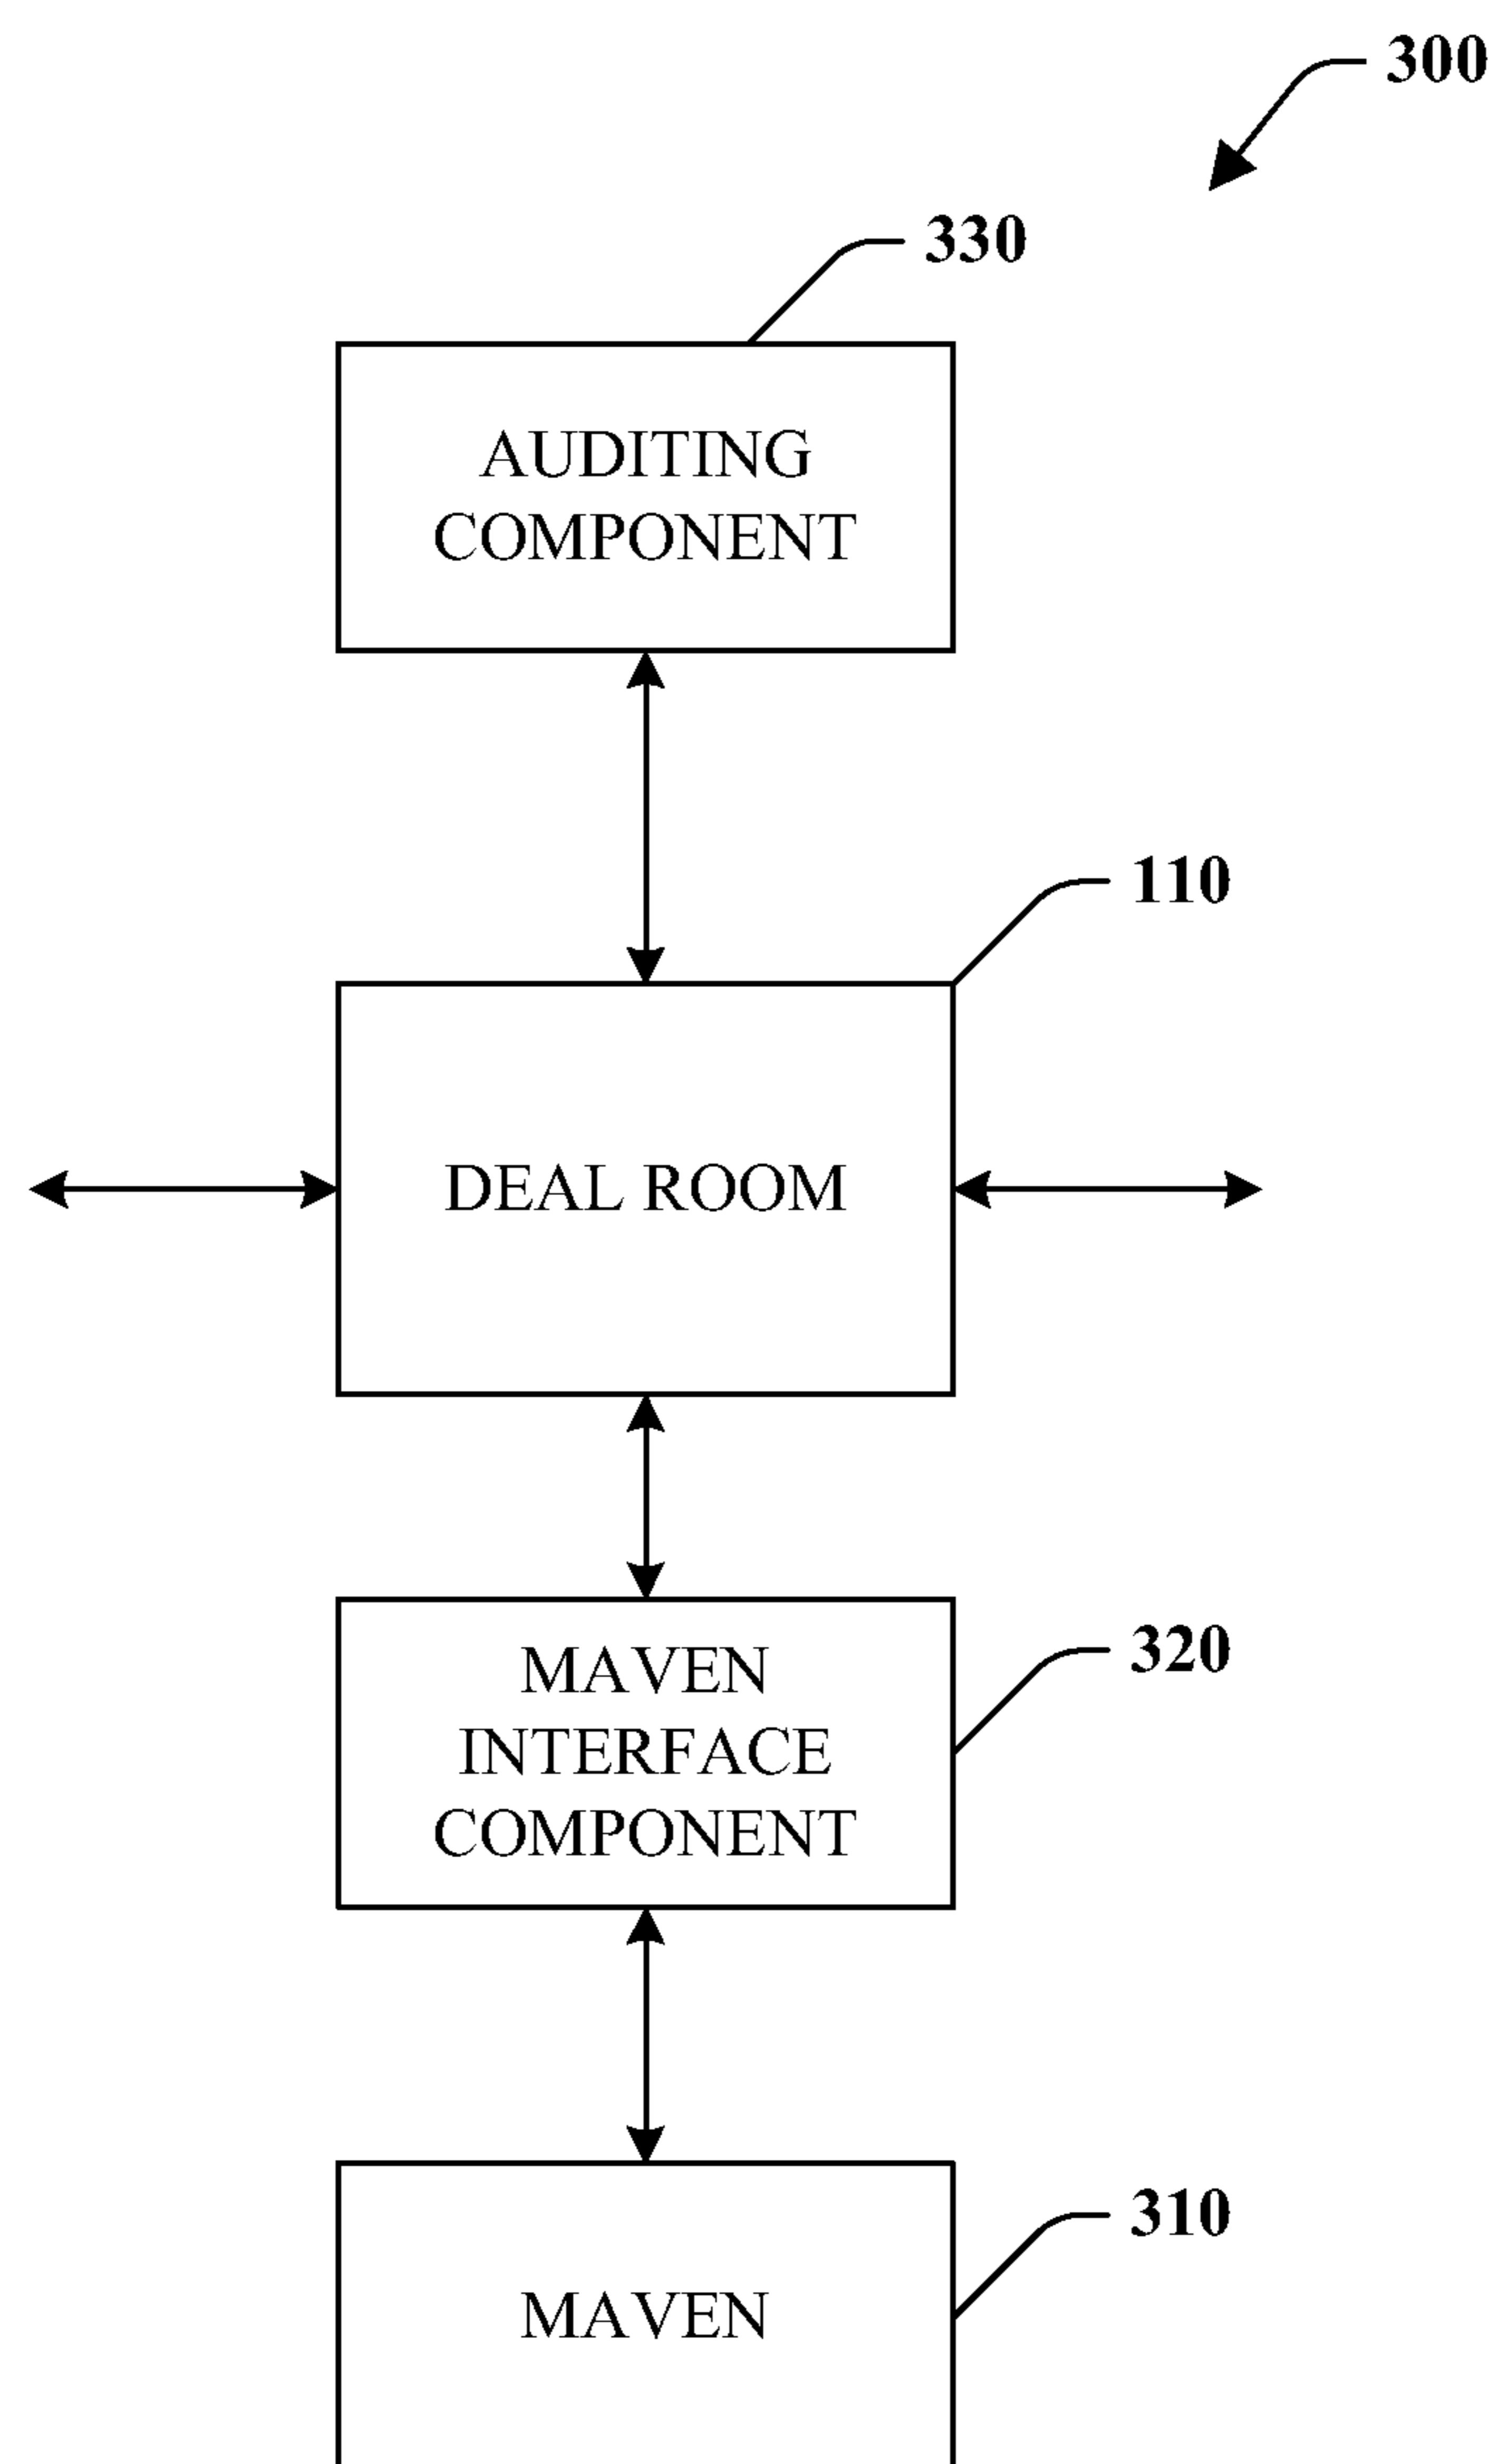 300
330
AUDITING
COMPONENT
110
DEAL ROOM
MAVEN
INTERFACE
COMPONENT
320
310
MAVEN